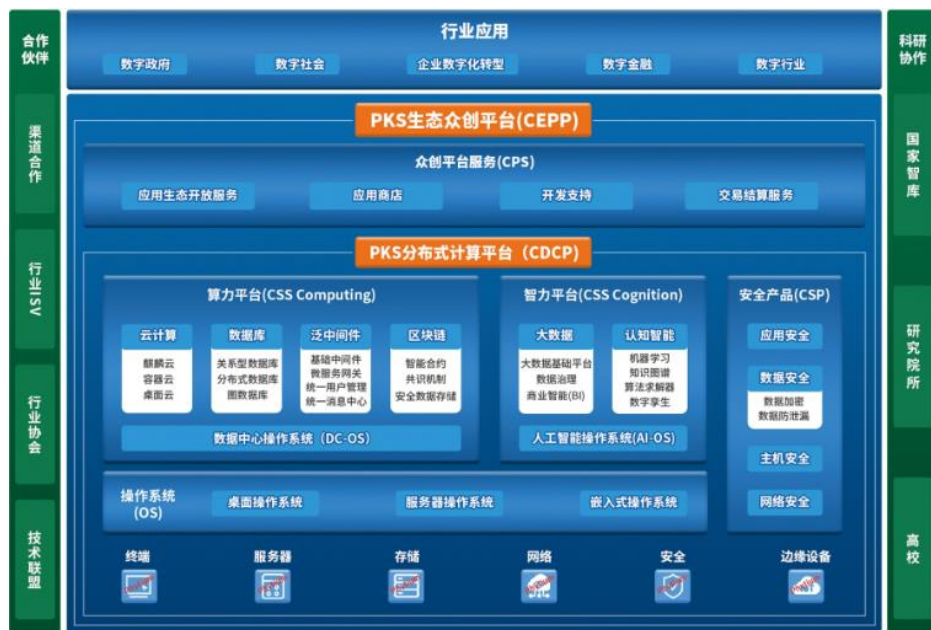 合作
伙伴
渠道合作
行业ISV
行业协会
技术联盟
行业应用
数字政府
数字社会
企业数字化转型
数字金融
数字行业
PKS生态众创平台(CEPP)
众创平台服务(CPS)
应用生态开放服务
应用商店
开发支持
交易结算服务
PKS分布式计算平台（CDCP)
算力平台(CSS Computing)
云计算
麒麟云
容器云
桌面云
数据库
关系型数据库
分布式数据库
图数据库
泛中间件
基础中间件
微服务网关
统一用户管理
统一消息中心
区块链
智能合约
共识机制
安全数据存储
数据中心操作系统（DC-OS)
智力平台(CSS Cognition)
大数据
大数据基础平台
数据治理
商业智能(BI)
认知智能
机器学习
知识图谱
算法求解器
数字孪生
人工智能操作系统(AI-OS)
安全产品(CSP)
应用安全
数据安全
数据加密
数据防泄漏
主机安全
网络安全
操作系统
(OS)
桌面操作系统
服务器操作系统
嵌入式操作系统
终端
服务器
存储
网络
安全
边缘设备
科研
协作
国家智库
研究院所
高校